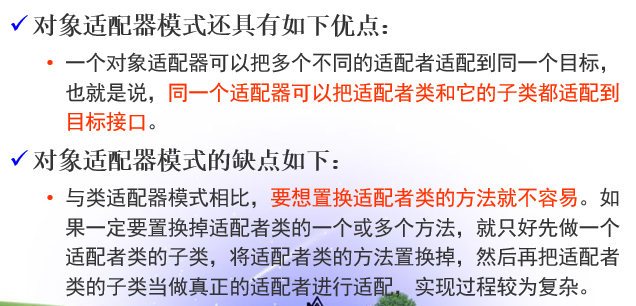 ✓对象适配器模式还具有如下优点：
• 一个对象适配器可以把多个不同的适配者适配到同一个目标，
也就是说，同一个适配器可以把适配者类和它的子类都适配到
目标接口。
✓对象适配器模式的缺点如下：
• 与类适配器模式相比，要想置换适配者类的方法就不容易。如
果一定要置换掉适配者类的一个或多个方法，就只好先做一个
适配者类的子类，将适配者类的方法置换掉，然后再把适配者
类的子类当做真正的适配者进行适配，实现过程较为复杂。